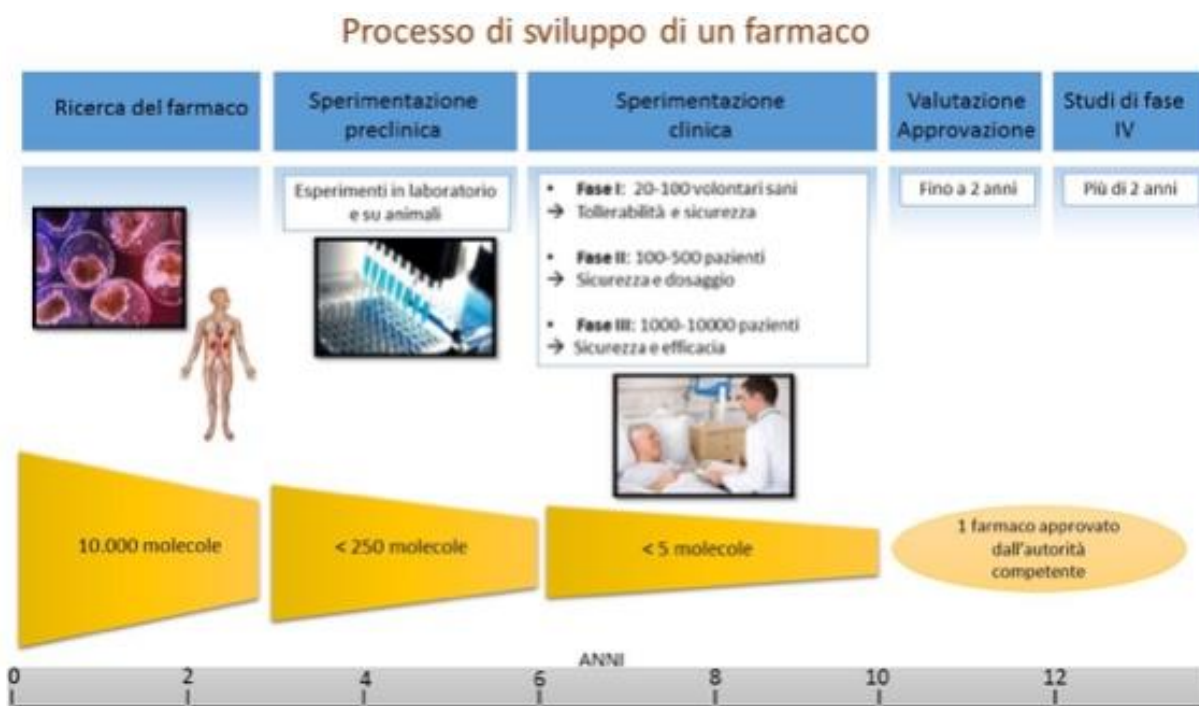 Processo di sviluppo di un farmaco
Ricerca del farmaco
Sperimentazione
preclinica
Sperimentazione
clinica
Valutazione
Approvazione
Studi di fase
IV
Esperimenti in laboratorio
e su animali
• Fase I: 20-100 volontari sani
→ Tollerabilità e sicurezza
• Fase II: 100-500 pazienti
→ Sicurezza e dosaggio
• Fase III: 1000-10000 pazienti
→ Sicurezza e efficacia
Fino a 2 anni
Più di 2 anni
10.000 molecole
< 250 molecole
< 5 molecole
1 farmaco approvato
dall'autorità
competente
ANNI
0 2 4 6 8 10 12